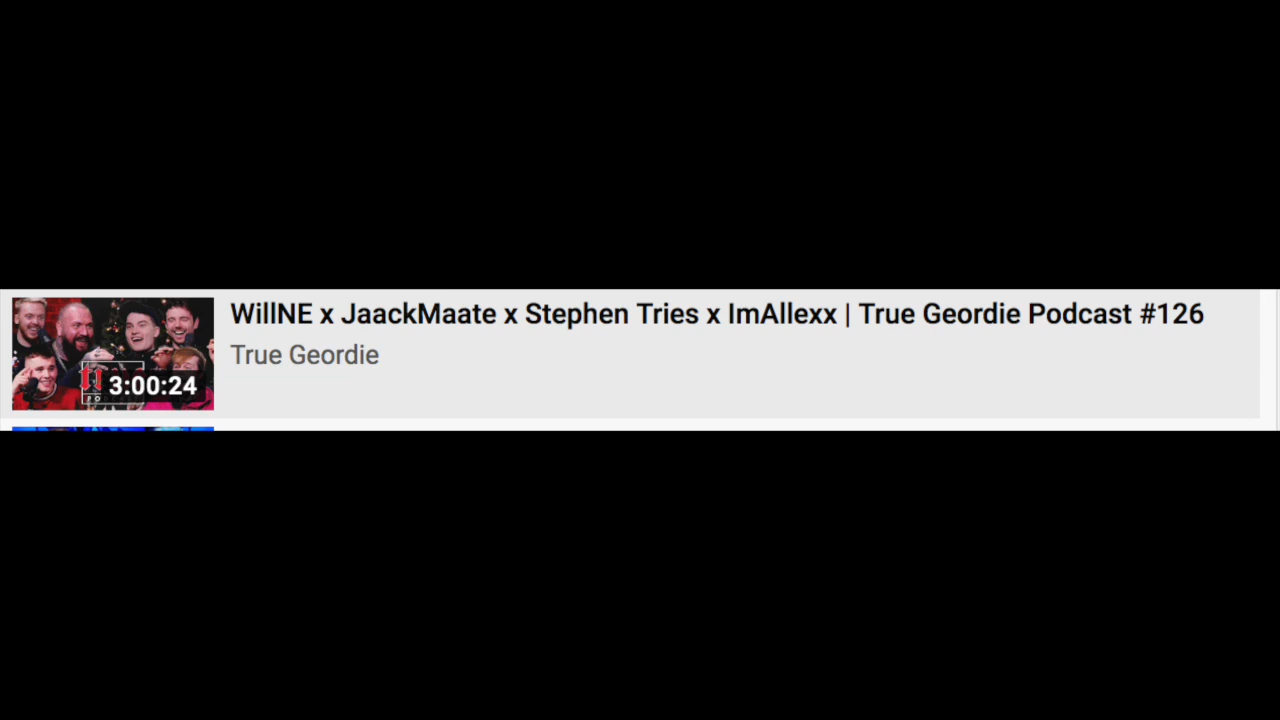 WillNE x JaackMaate x Stephen Tries x ImAllexx | True Geordie Podcast #126
True Geordie
3:00:24